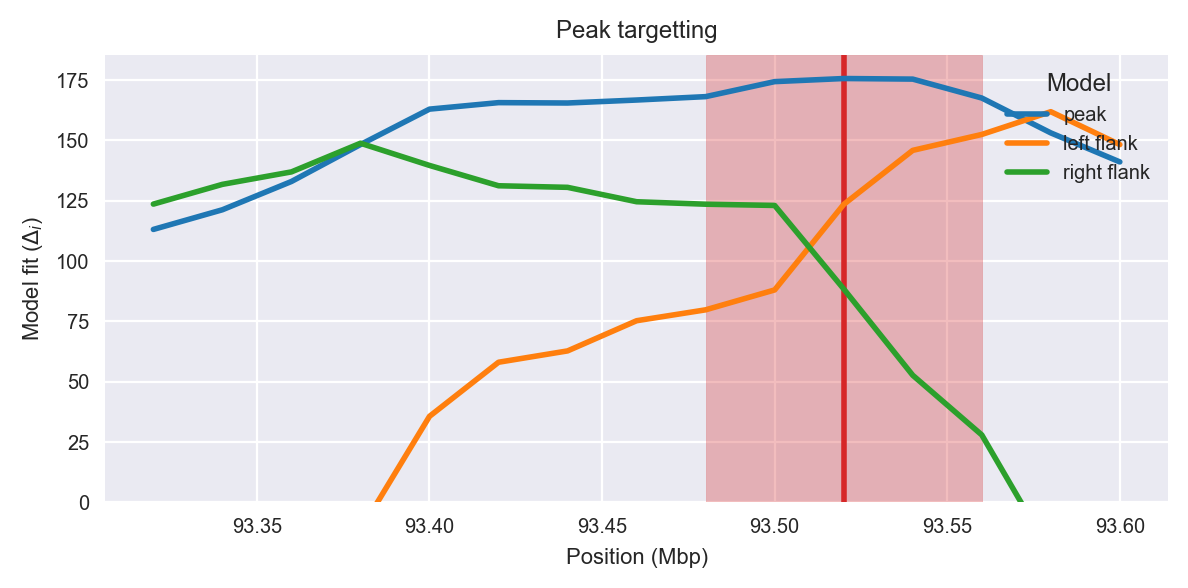 Peak targetting
Model fit (Δi)
175
150
125
100
75
50
25
0
Model
peak
left flank
right flank
93.35
93.40
93.45
93.50
93.55
93.60
Position (Mbp)